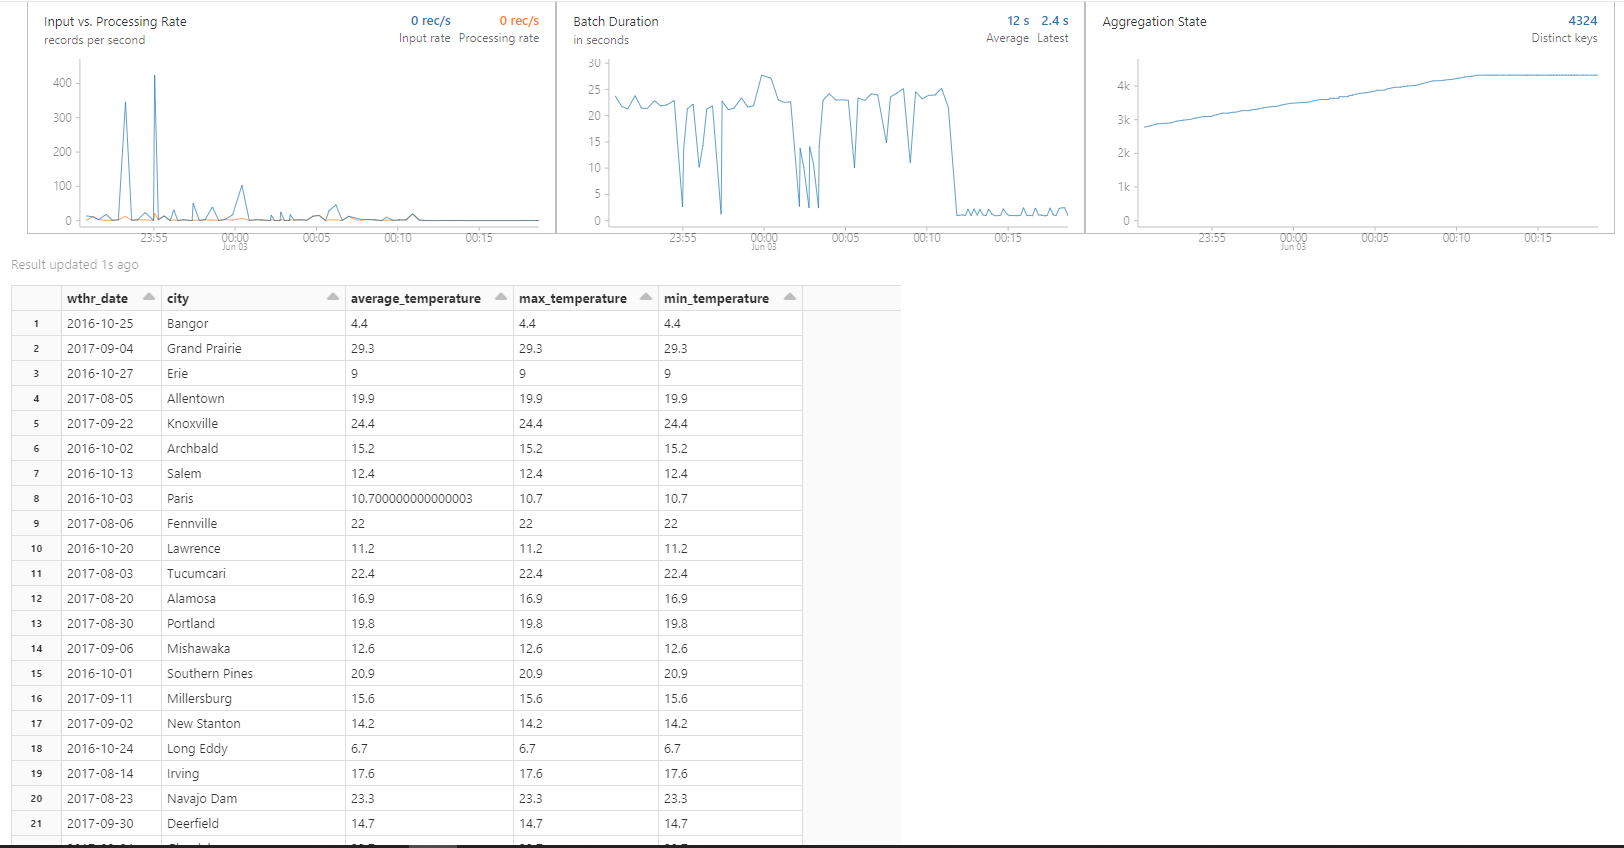 Input vs. Processing Rate 0 rec/s 0 rec/s
records per second Input rate Processing rate
400
300
200
100
0
23:55 00:00 00:05 00:10 00:15
Jun 03
Batch Duration 12 s 2.4 s
in seconds Average Latest
30
25
20
15
10
5
0
23:55 00:00 00:05 00:10 00:15
Jun 03
Aggregation State 4324
Distinct keys
4k
3k
2k
1k
0
23:55 00:00 00:05 00:10 00:15
Jun 03
Result updated 1s ago
wthr_date city average_temperature max_temperature min_temperature
1 2016-10-25 Bangor 4.4 4.4 4.4
2 2017-09-04 Grand Prairie 29.3 29.3 29.3
3 2016-10-27 Erie 9 9 9
4 2017-08-05 Allentown 19.9 19.9 19.9
5 2017-09-22 Knoxville 24.4 24.4 24.4
6 2016-10-02 Archbald 15.2 15.2 15.2
7 2016-10-13 Salem 12.4 12.4 12.4
8 2016-10-03 Paris 10.700000000000003 10.7 10.7
9 2017-08-06 Fennville 22 22 22
10 2016-10-20 Lawrence 11.2 11.2 11.2
11 2017-08-03 Tucumcari 22.4 22.4 22.4
12 2017-08-20 Alamosa 16.9 16.9 16.9
13 2017-08-30 Portland 19.8 19.8 19.8
14 2017-09-06 Mishawaka 12.6 12.6 12.6
15 2016-10-01 Southern Pines 20.9 20.9 20.9
16 2017-09-11 Millersburg 15.6 15.6 15.6
17 2017-09-02 New Stanton 14.2 14.2 14.2
18 2016-10-24 Long Eddy 6.7 6.7 6.7
19 2017-08-14 Irving 17.6 17.6 17.6
20 2017-08-23 Navajo Dam 23.3 23.3 23.3
21 2017-09-30 Deerfield 14.7 14.7 14.7